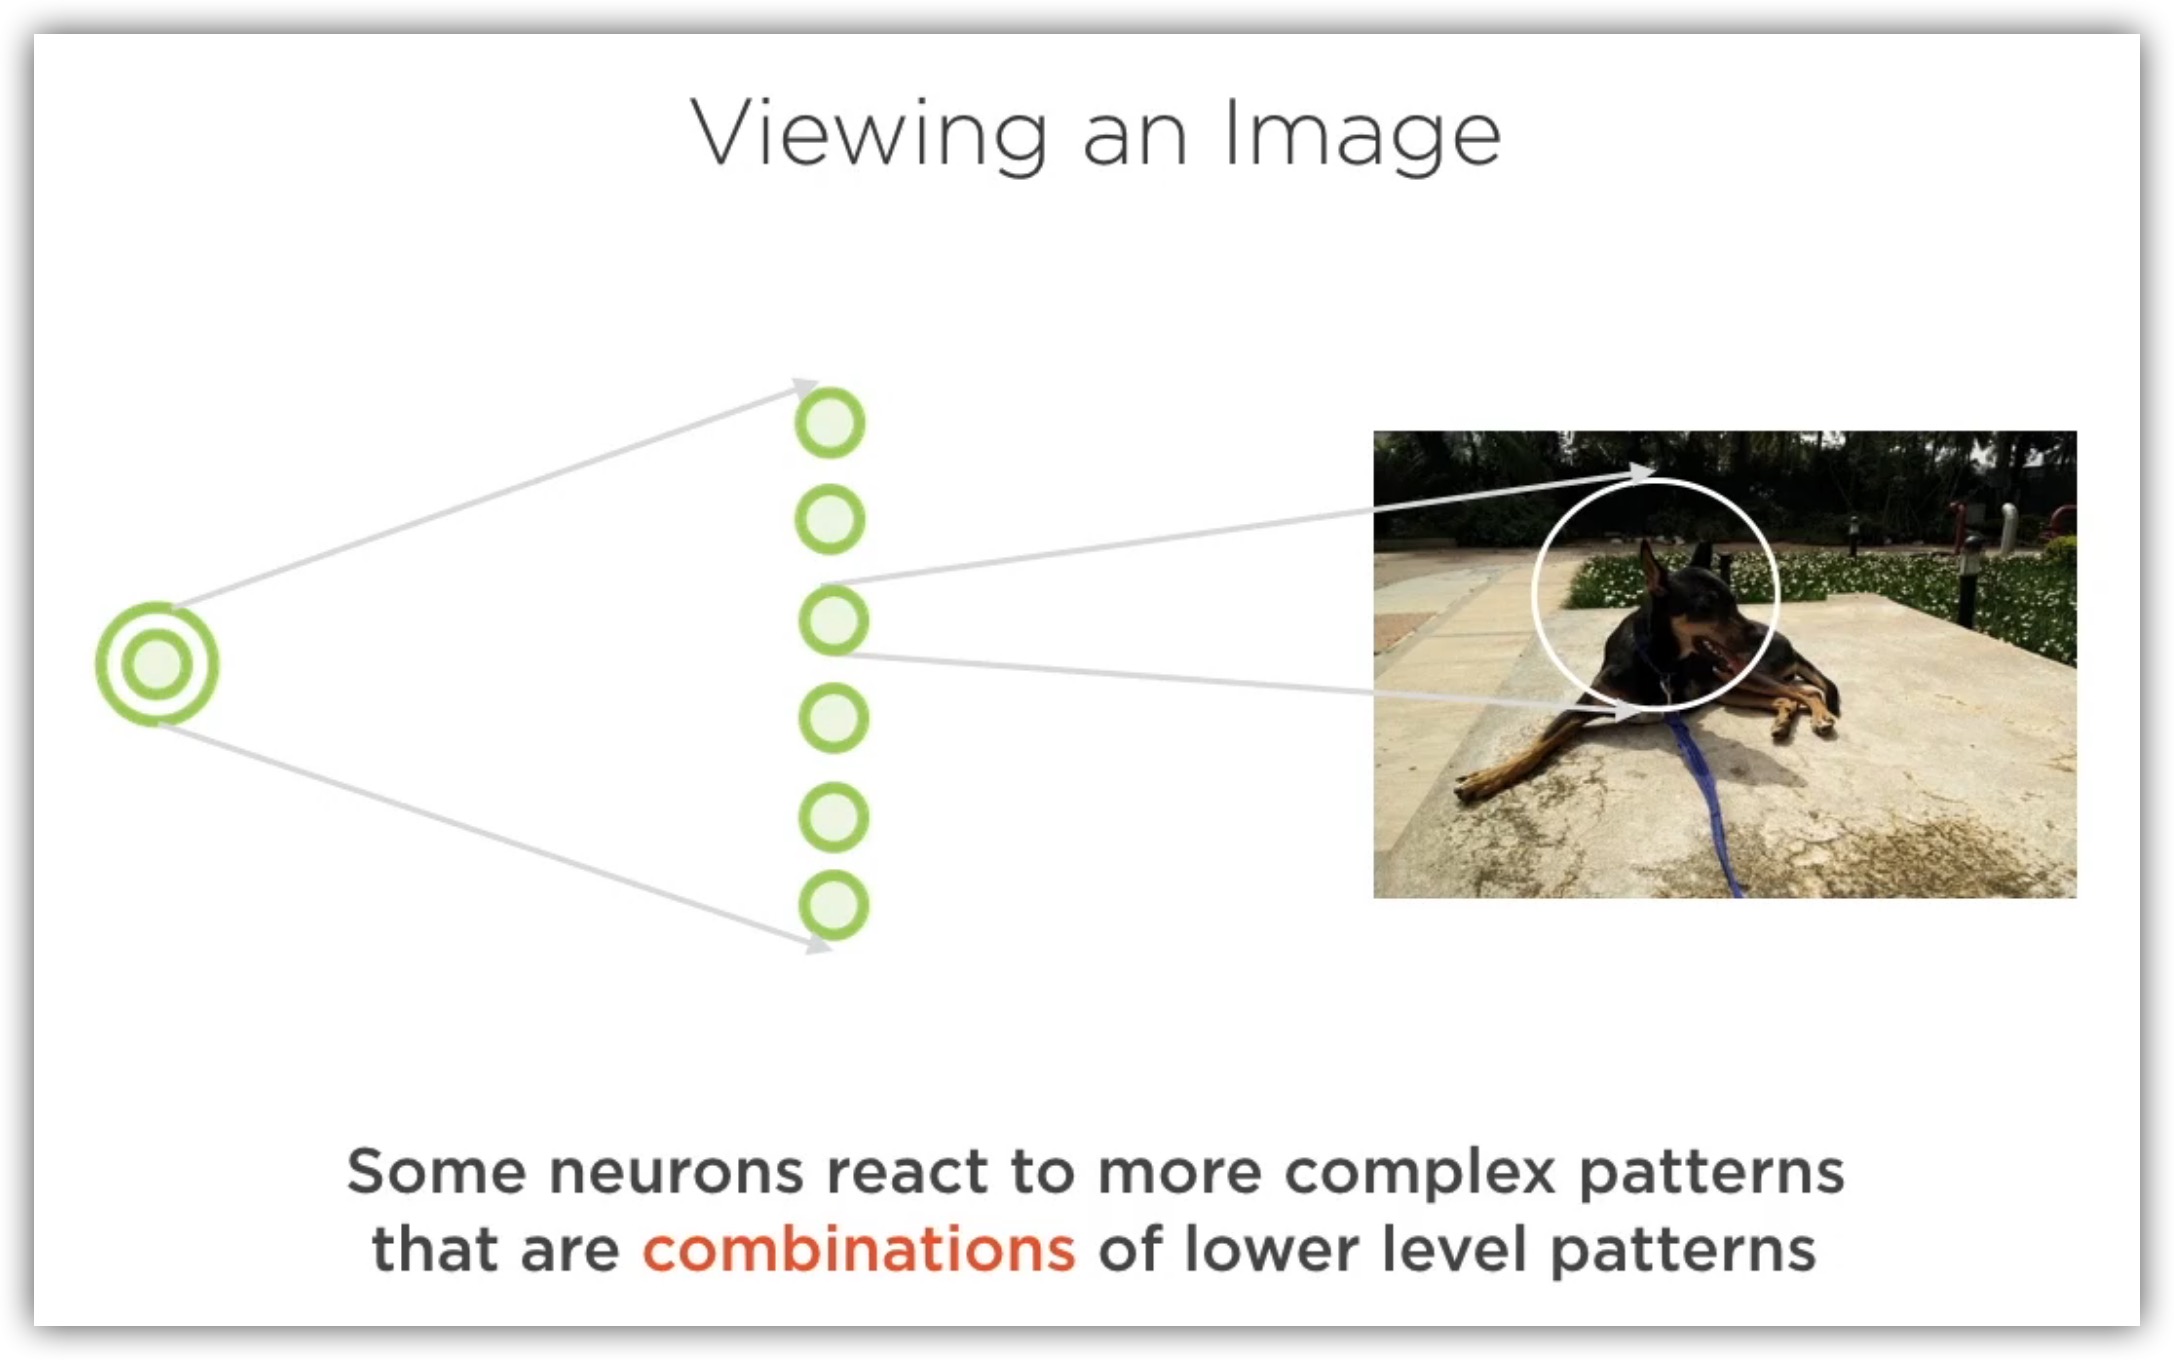 Viewing an Image
Some neurons react to more complex patterns
that are combinations of lower level patterns